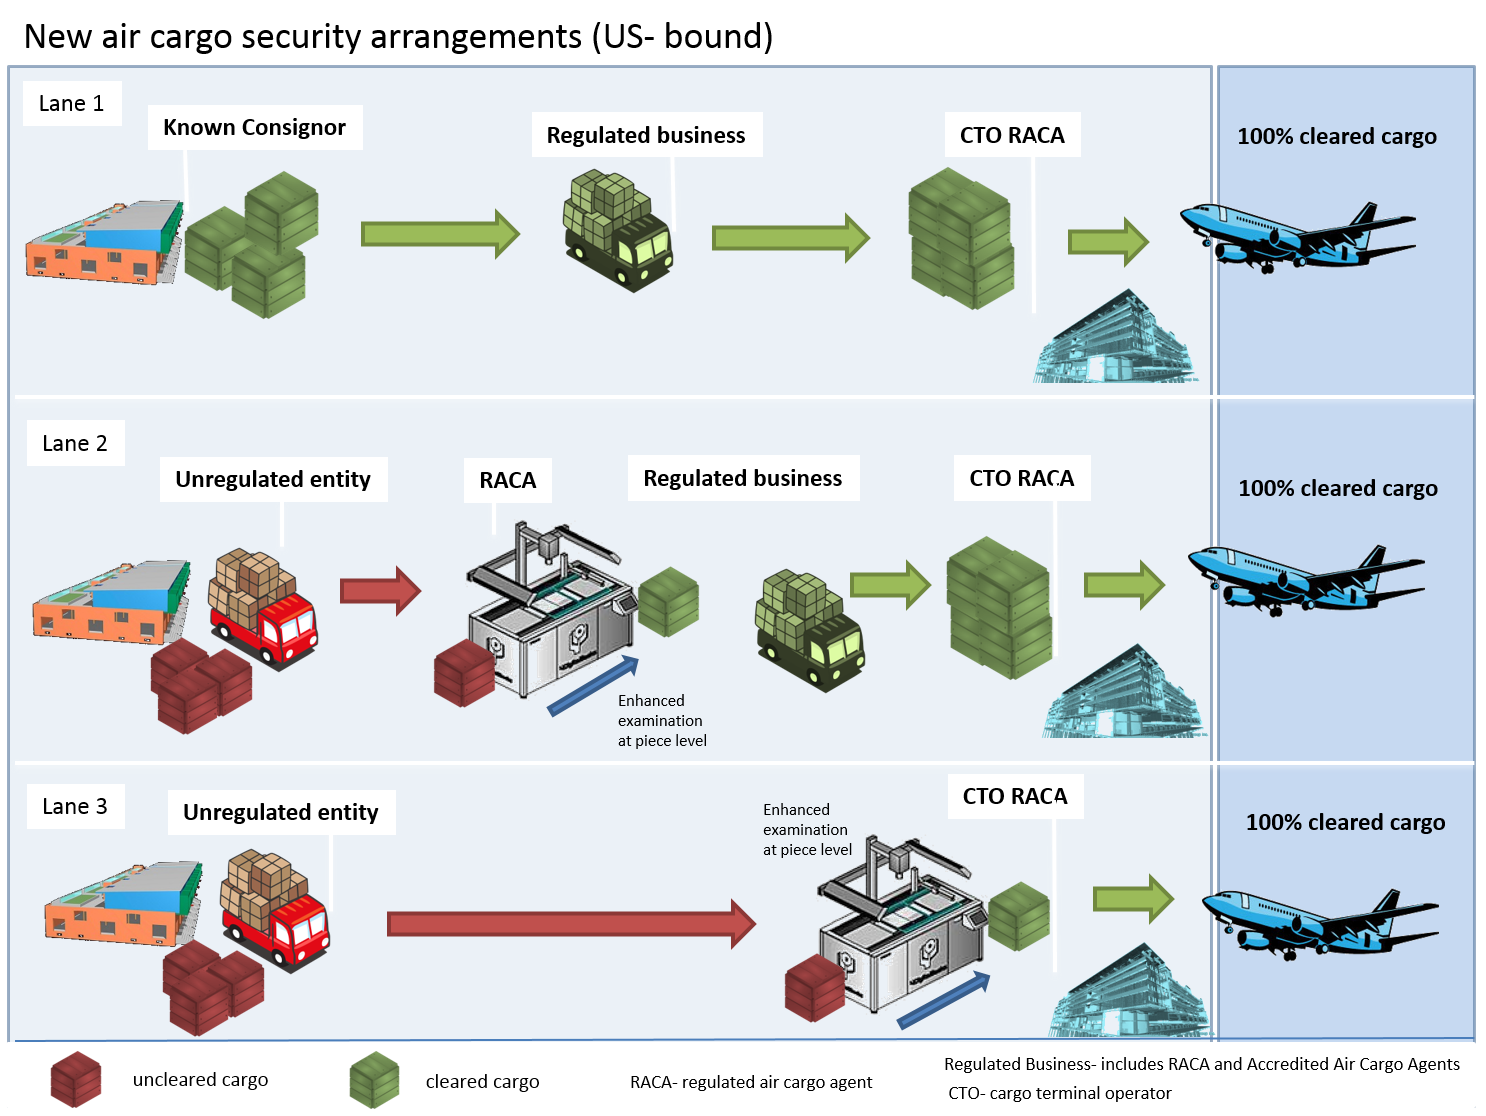 New air cargo security arrangements (US- bound)
Lane 1
Known Consignor
Regulated business
CTO RACA
100% cleared cargo
Lane 2
Unregulated entity
RACA
Regulated business
CTO RACA
100% cleared cargo
Enhanced
examination
at piece level
Lane 3
Unregulated entity
Enhanced
examination
at piece level
CTO RACA
100% cleared cargo
uncleared cargo
cleared cargo
RACA- regulated air cargo agent
Regulated Business- includes RACA and Accredited Air Cargo Agents
CTO- cargo terminal operator